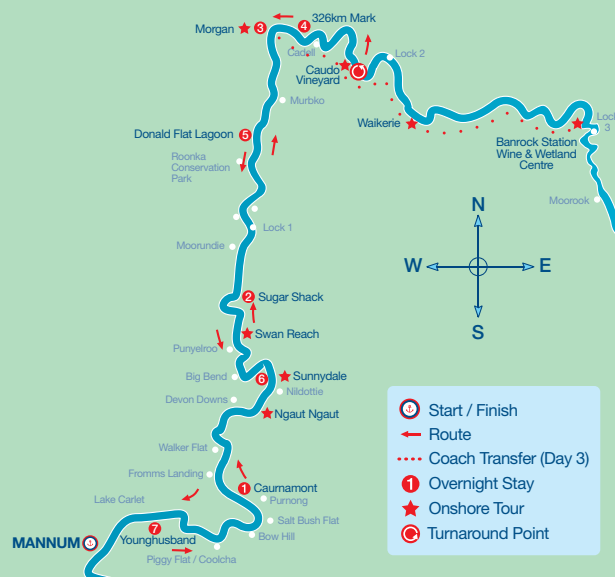 Morgan
3
4
326km Mark
Cadell
Lock 2
Caudo
Vineyard
Murbko
Waikerie
Lock
3
Banrock Station
Wine & Wetland
Centre
Donald Flat Lagoon
5
Roonka
Conservation
Park
Moorook
Lock 1
Moorundie
N
W
E
S
2
Sugar Shack
Swan Reach
Punyelroo
Big Bend
6
Sunnydale
Nildottie
Devon Downs
Ngaut Ngaut
Walker Flat
Fromms Landing
1
Caurnamont
Lake Carlet
Purnong
Salt Bush Flat
7
Younghusband
Bow Hill
MANNUM
Piggy Flat / Coolcha
Start / Finish
Route
Coach Transfer (Day 3)
1
Overnight Stay
Onshore Tour
Turnaround Point